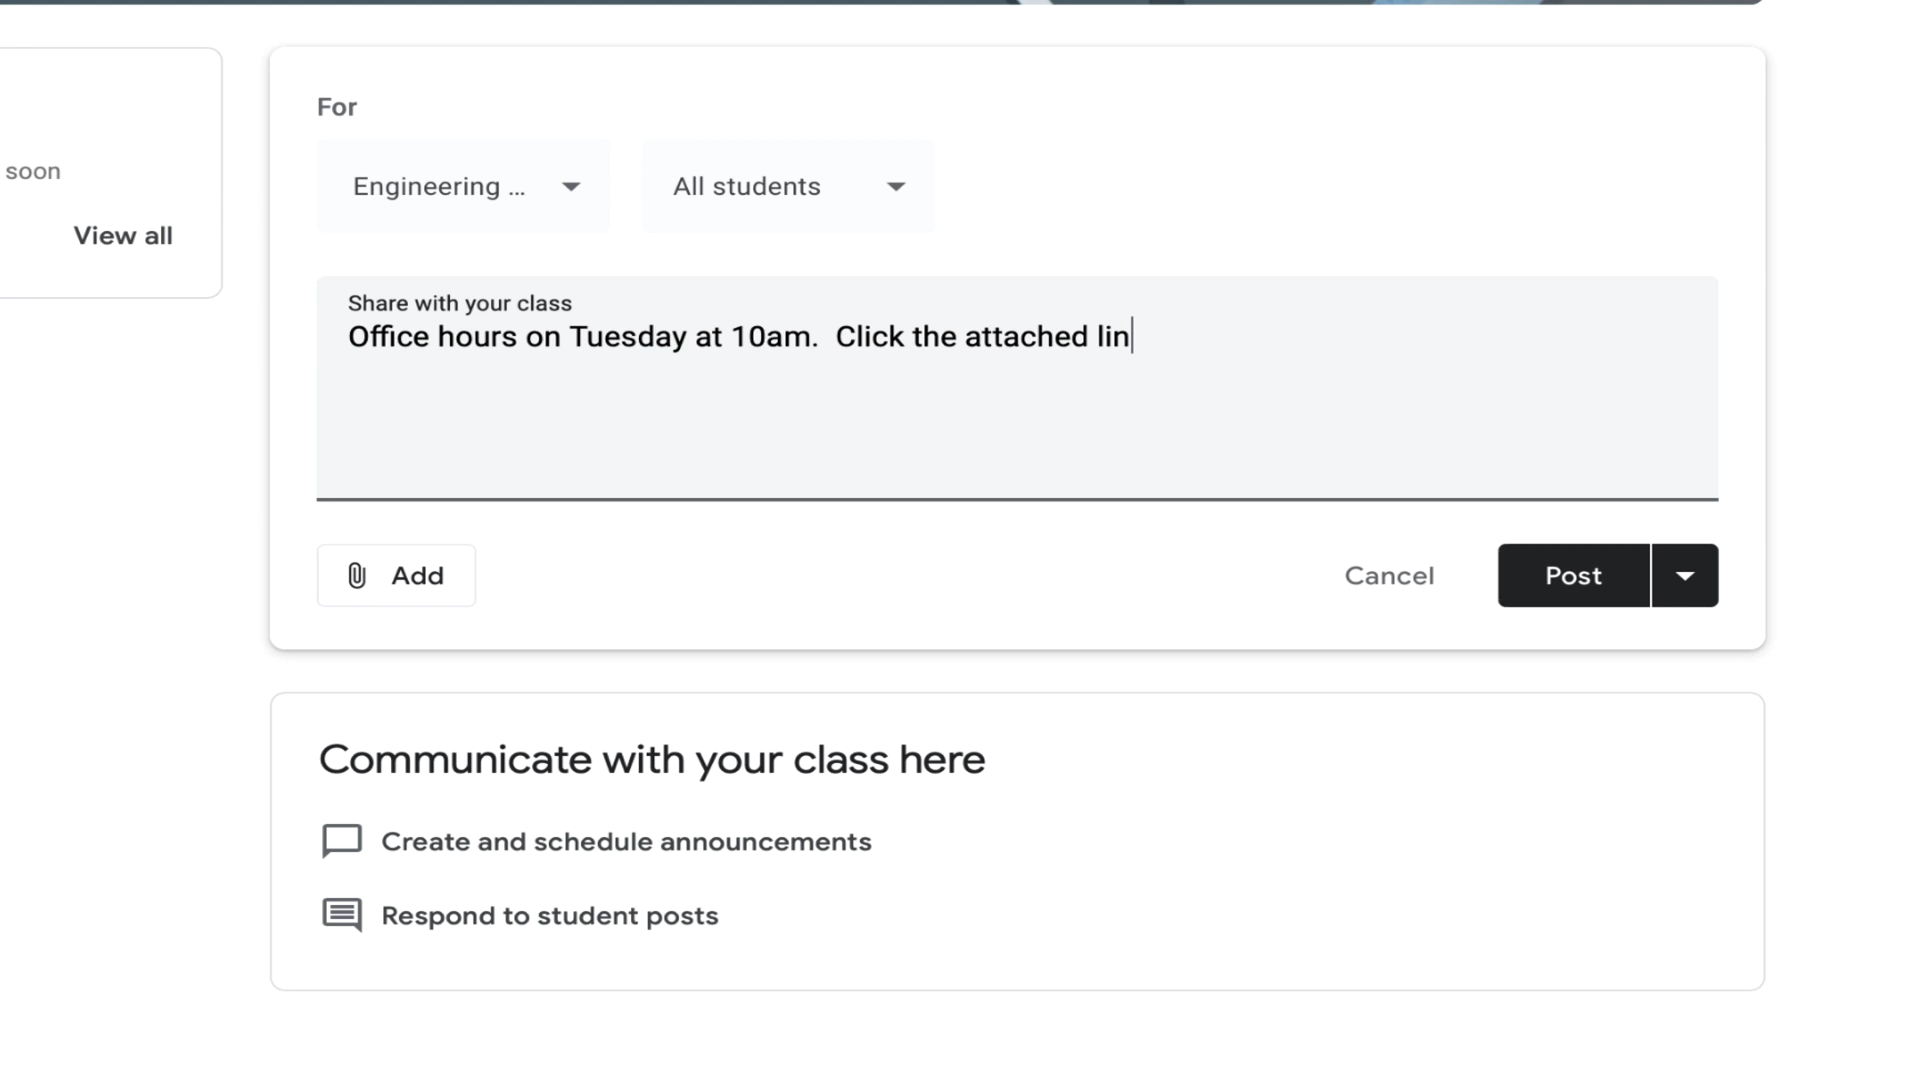 soon
View all
For
Engineering ...
All students
Share with your class
Office hours on Tuesday at 10am.  Click the attached lin
Add
Cancel
Post
Communicate with your class here
Create and schedule announcements
Respond to student posts